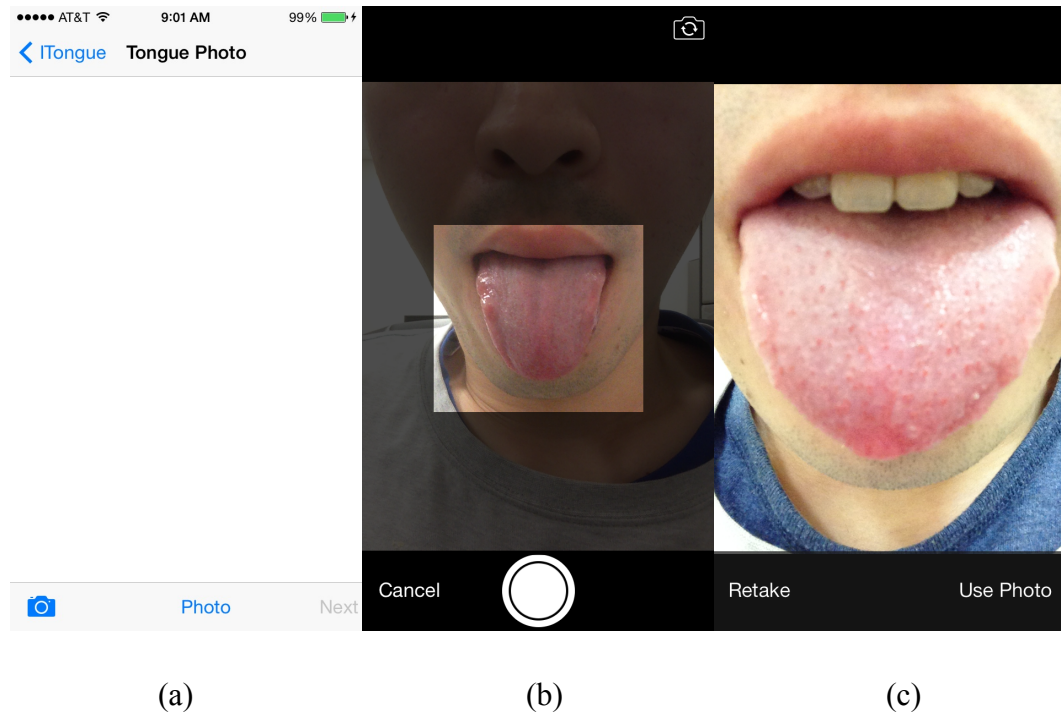 ●●●●● AT&T 9:01 AM 99%
ITongue Tongue Photo
Photo Next
Cancel
Retake Use Photo
(a) (b) (c)